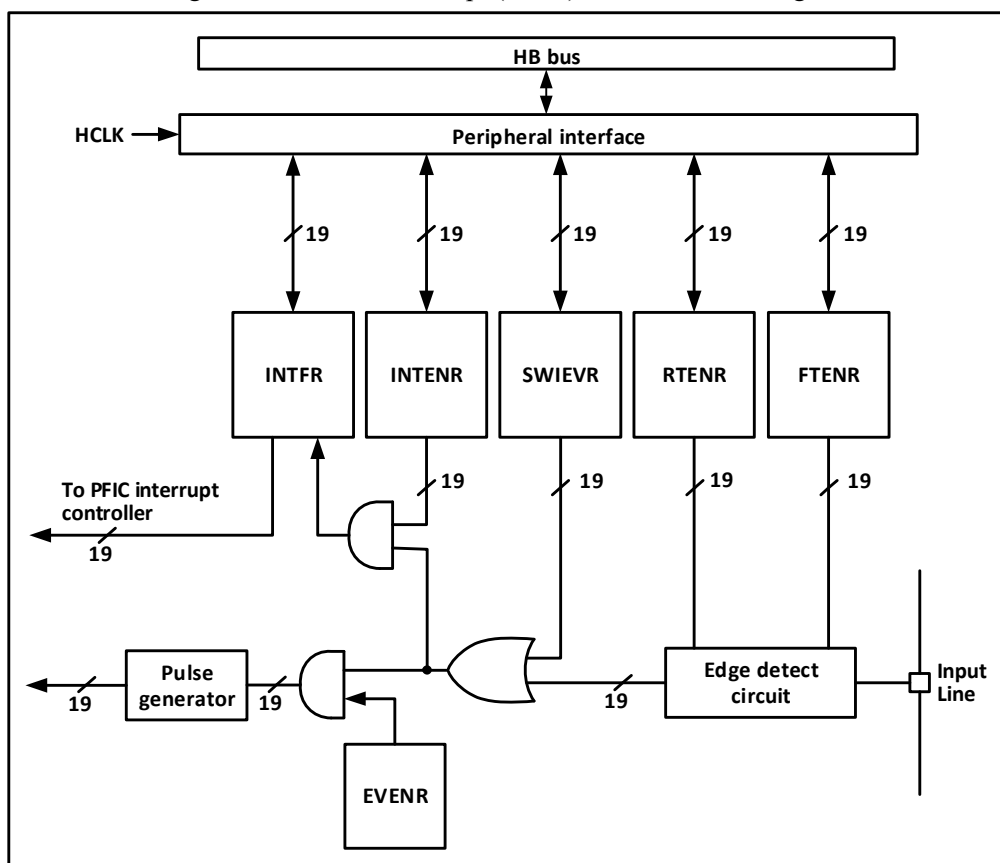 HB bus
HCLK
Peripheral interface
19
19
19
19
19
INTFR
INTENR
SWIEVR
RTENR
FTENR
19
19
19
19
To PFIC interrupt
controller
19
Pulse
generator
19
19
19
Edge detect
circuit
Input
Line
EVENR